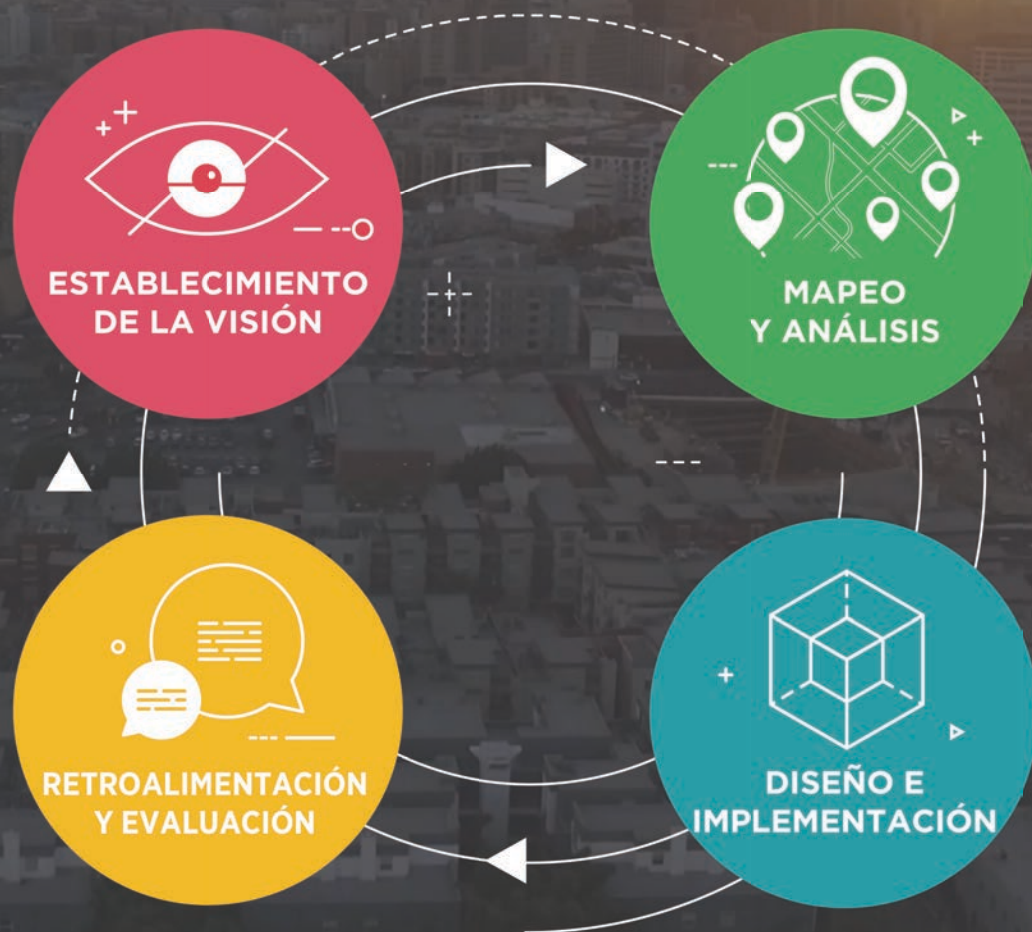 ESTABLECIMIENTO
DE LA VISIÓN
MAPEO
Y ANÁLISIS
RETROALIMENTACIÓN
Y EVALUACIÓN
DISEÑO E
IMPLEMENTACIÓN